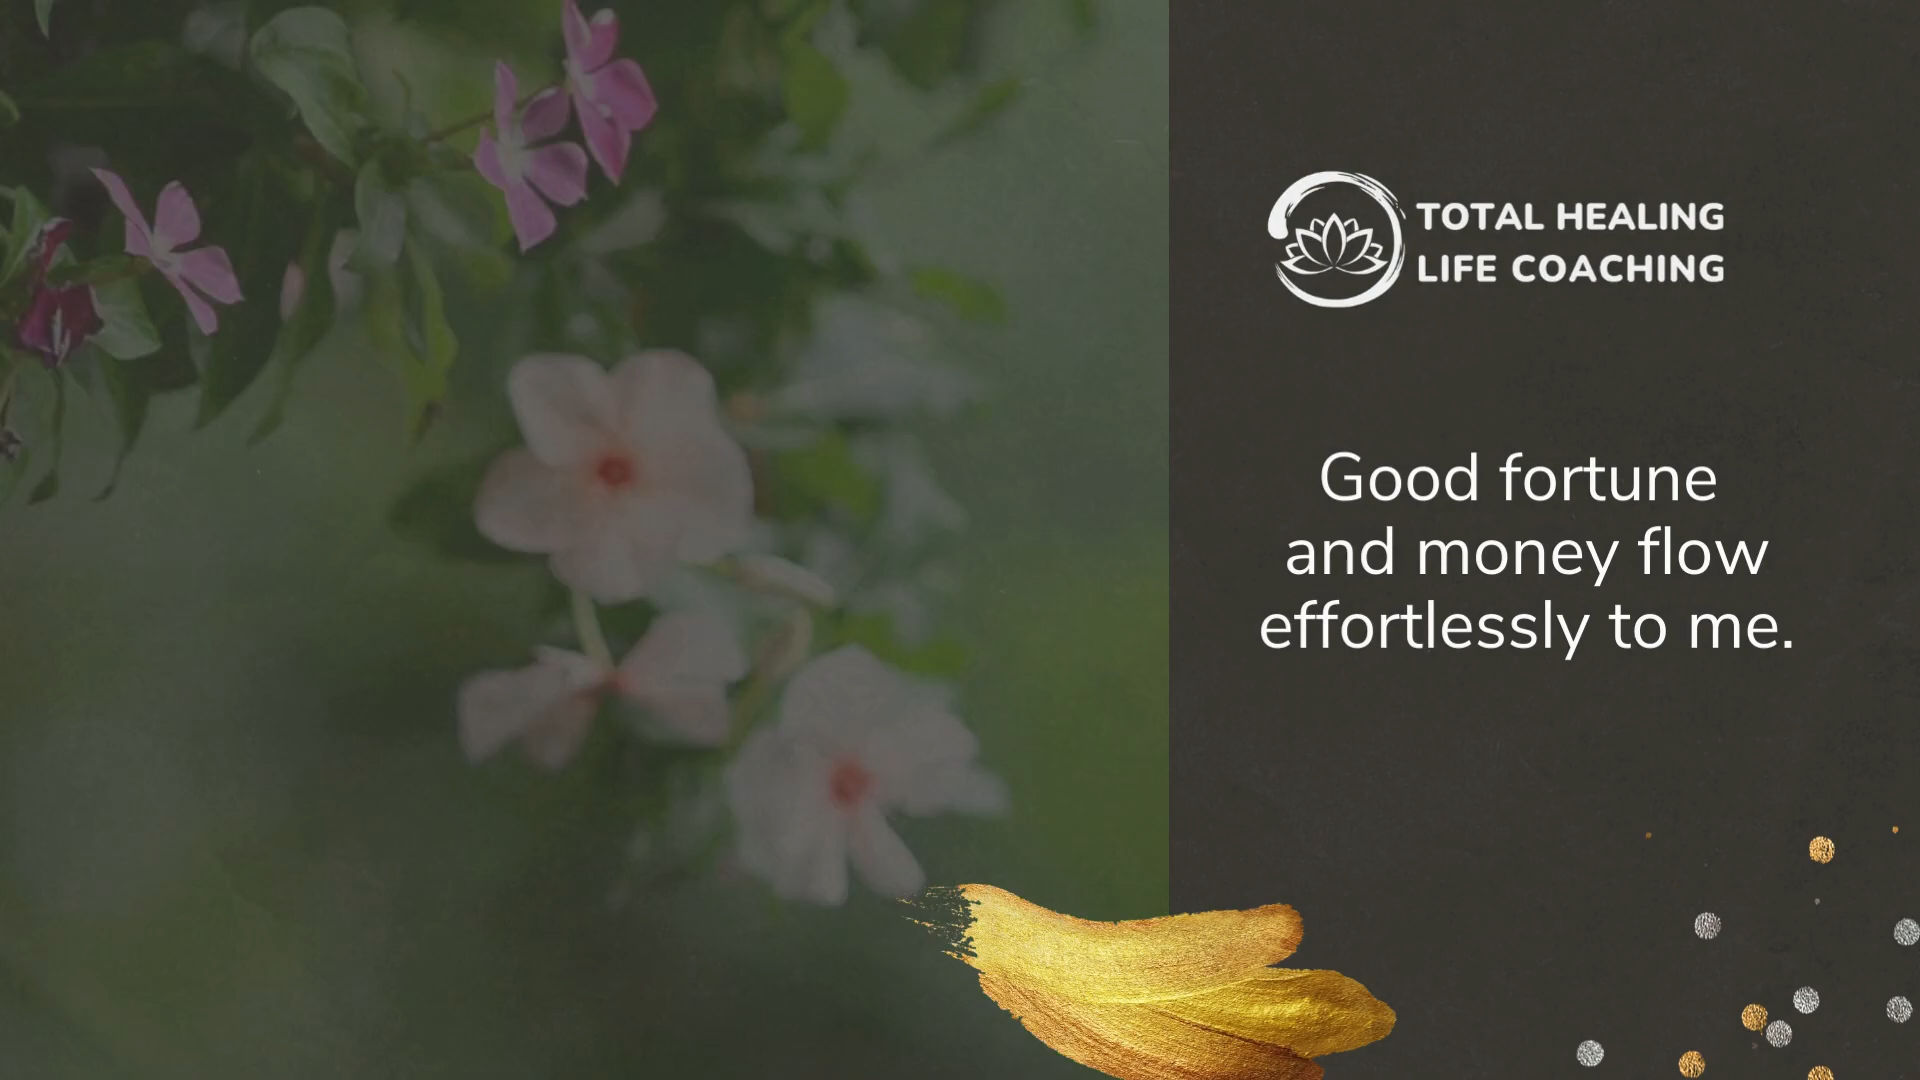 TOTAL HEALING
LIFE COACHING
Good fortune
and money flow
effortlessly to me.